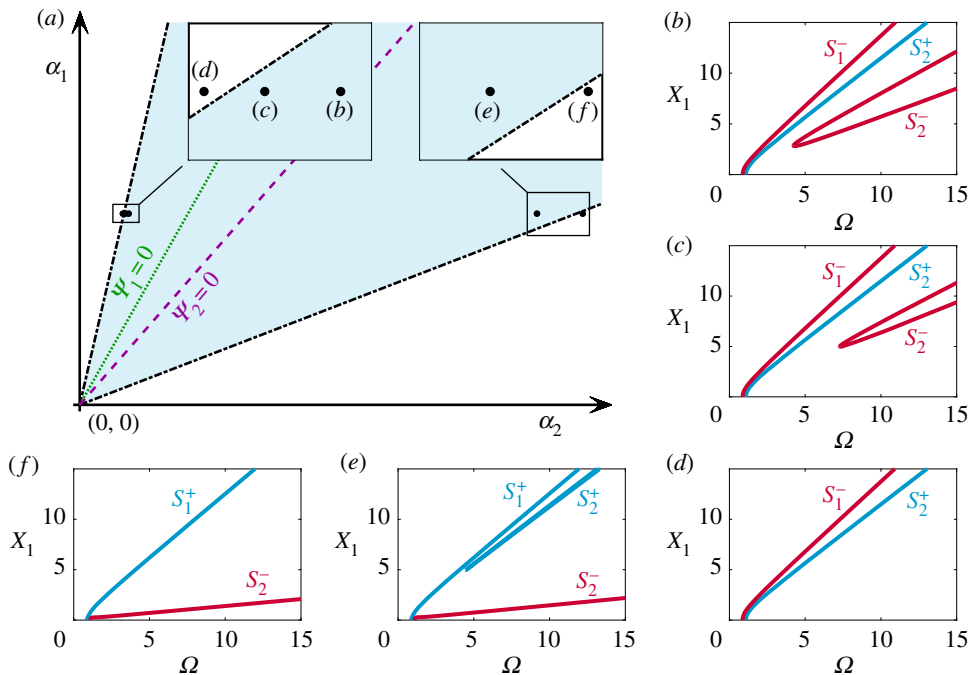 (a)
α₁
(d)
(c)
(b)
(e)
(f)
Ψ₁ = 0
Ψ₂ = 0
(0, 0)
α₂
(b)
X₁
10
5
0
5
10
15
Ω
S₁⁻
S₂⁺
S₂⁻
(c)
X₁
10
5
0
5
10
15
Ω
S₁⁻
S₂⁺
S₂⁻
(f)
X₁
10
5
0
5
10
15
Ω
S₁⁺
S₂⁻
(e)
X₁
10
5
0
5
10
15
Ω
S₁⁺
S₂⁺
S₂⁻
(d)
X₁
10
5
0
5
10
15
Ω
S₁⁻
S₂⁺